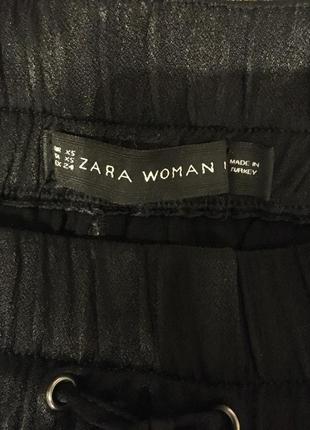 XS
XS
24
ZARA WOMAN
MADE IN
TURKEY